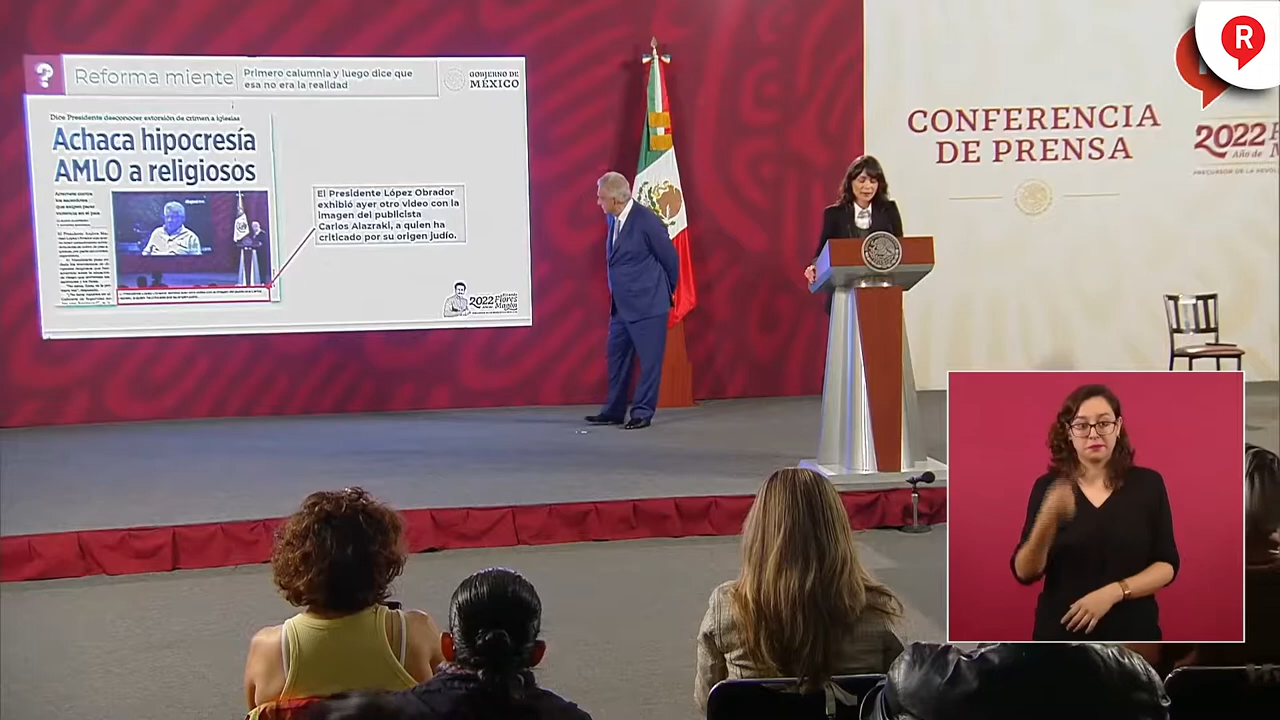 ?
Reforma miente
Primero calumnia y luego dice que
esa no era la realidad
GOBIERNO DE
MÉXICO
Dice Presidente desconocer extorsión de crimen a iglesias
Achaca hipocresía
AMLO a religiosos
El Presidente López Obrador
exhibió ayer otro video con la
imagen del publicista
Carlos Alazraki, a quien ha
criticado por su origen judío.
2022 Flores
Año de Magón
CONFERENCIA
DE PRENSA
2022
Año de
R